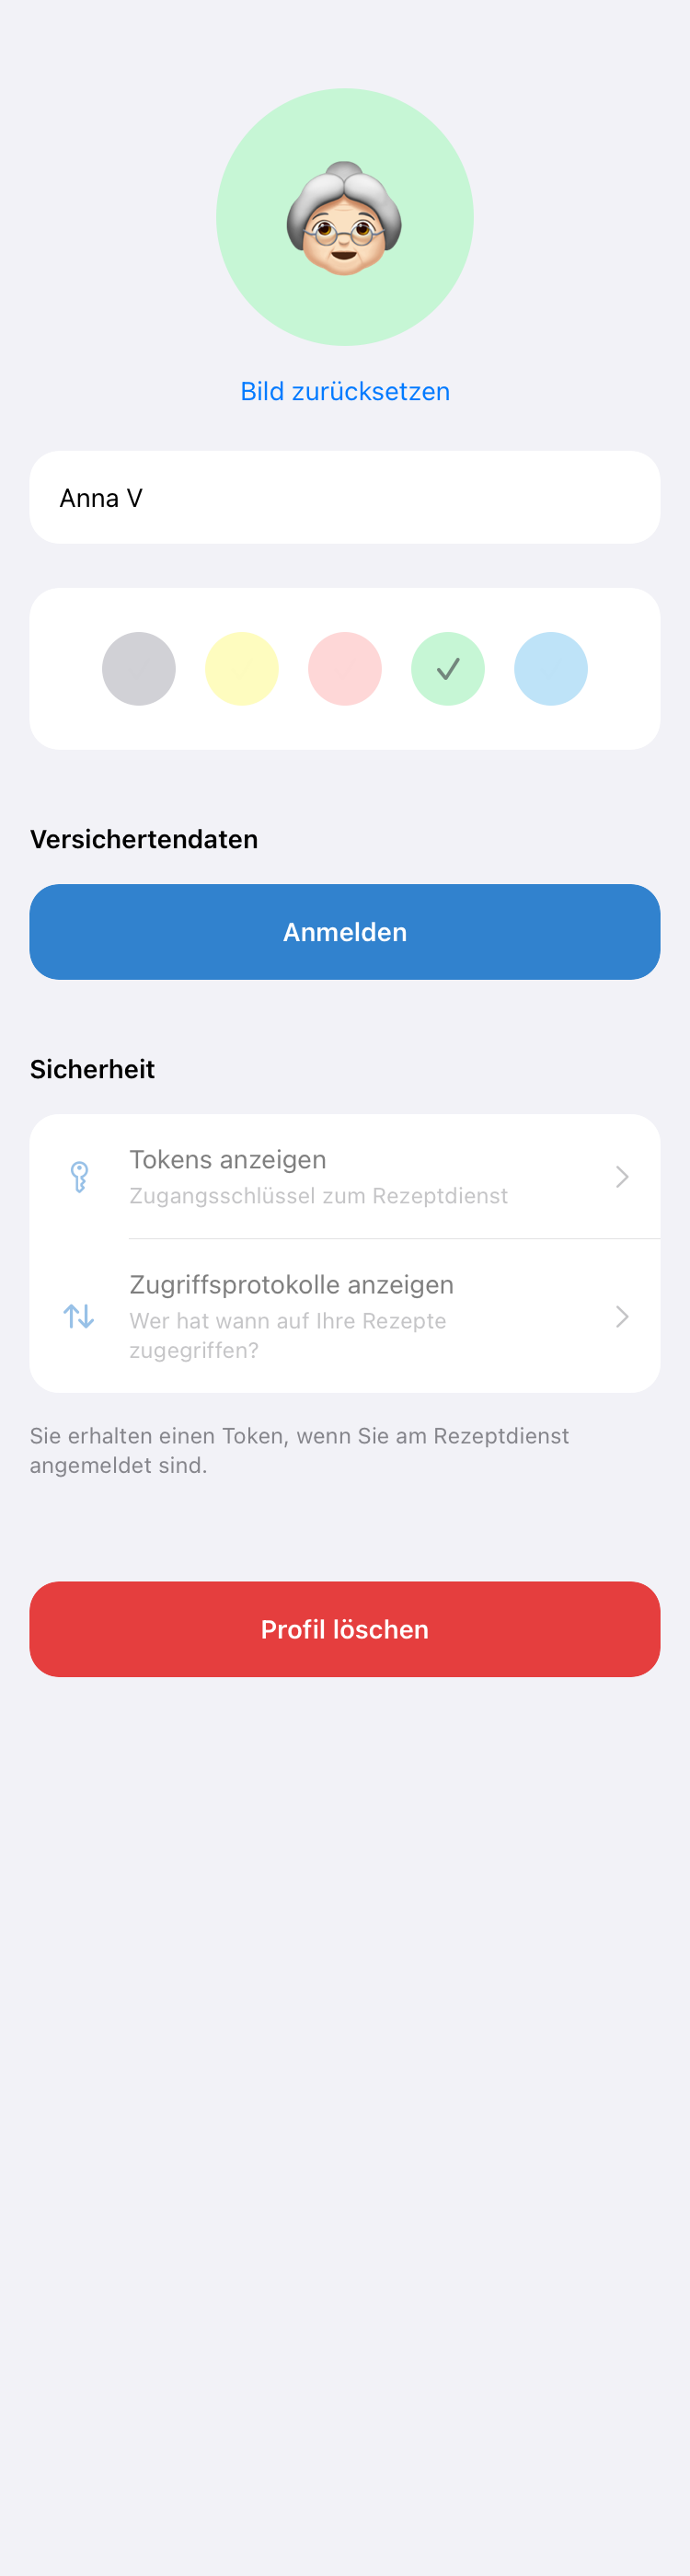 Bild zurücksetzen
Anna V
Versichertendaten
Anmelden
Sicherheit
Tokens anzeigen
Zugangsschlüssel zum Rezeptdienst
Zugriffsprotokolle anzeigen
Wer hat wann auf Ihre Rezepte
zugegriffen?
Sie erhalten einen Token, wenn Sie am Rezeptdienst
angemeldet sind.
Profil löschen